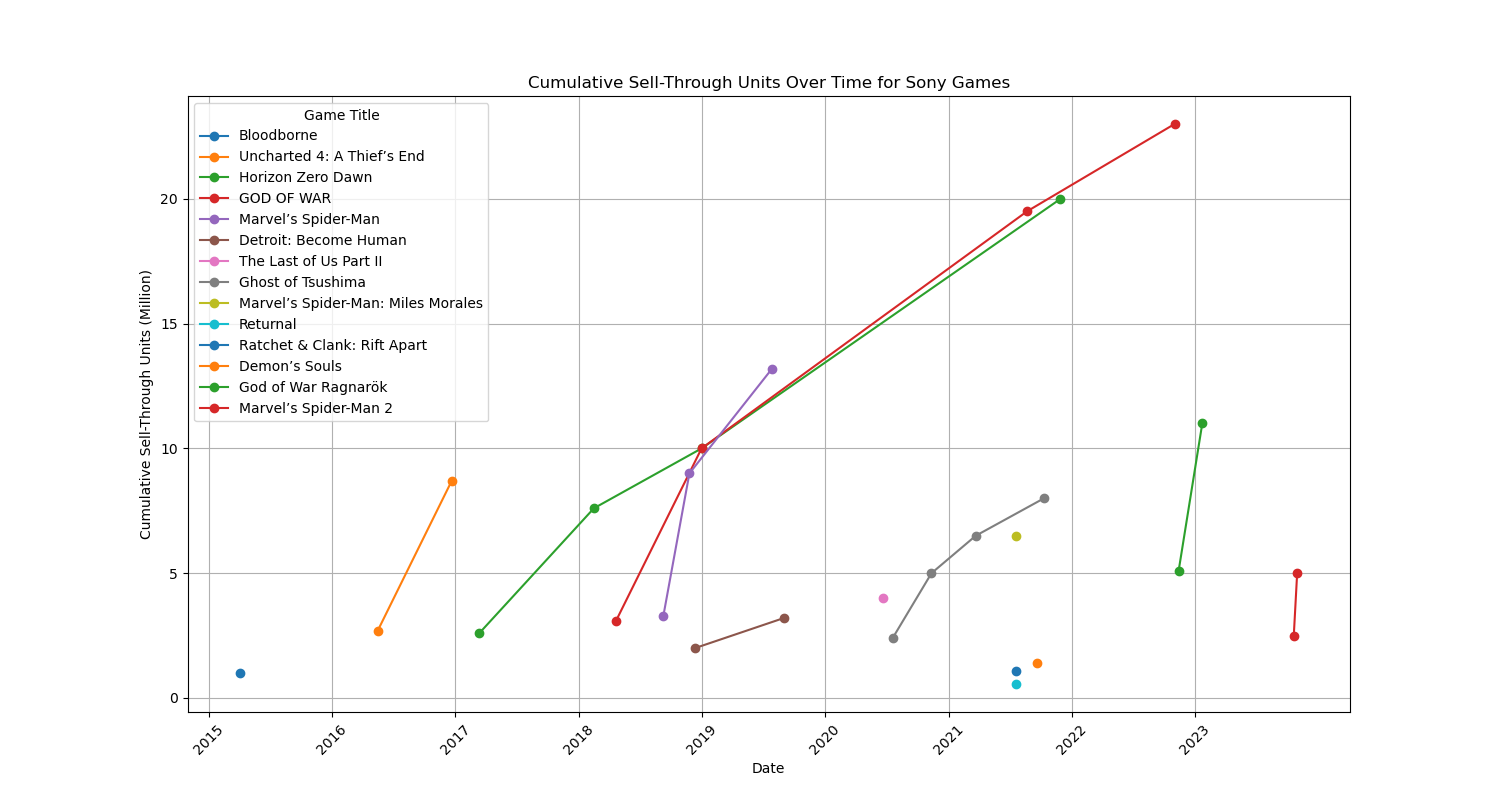 Cumulative Sell-Through Units Over Time for Sony Games
Game Title
Bloodborne
Uncharted 4: A Thief’s End
Horizon Zero Dawn
GOD OF WAR
Marvel’s Spider-Man
Detroit: Become Human
The Last of Us Part II
Ghost of Tsushima
Marvel’s Spider-Man: Miles Morales
Returnal
Ratchet & Clank: Rift Apart
Demon’s Souls
God of War Ragnarök
Marvel’s Spider-Man 2
Cumulative Sell-Through Units (Million)
20
15
10
5
0
2015
2016
2017
2018
2019
2020
2021
2022
2023
Date